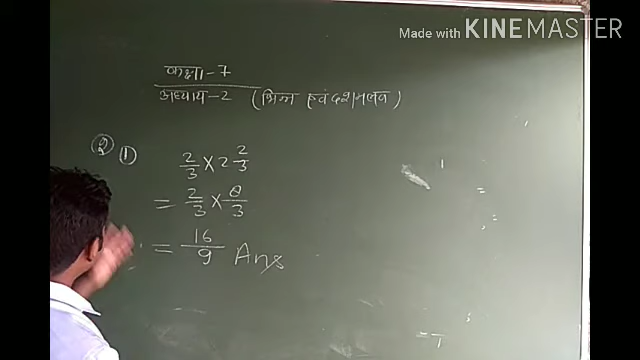 Made with KINEMASTER
कक्षा-7
अध्याय-2 (भिन्न एवं दशमलव)
② ① 2/3 × 2 2/3
= 2/3 × 8/3
= 16/9 Ans